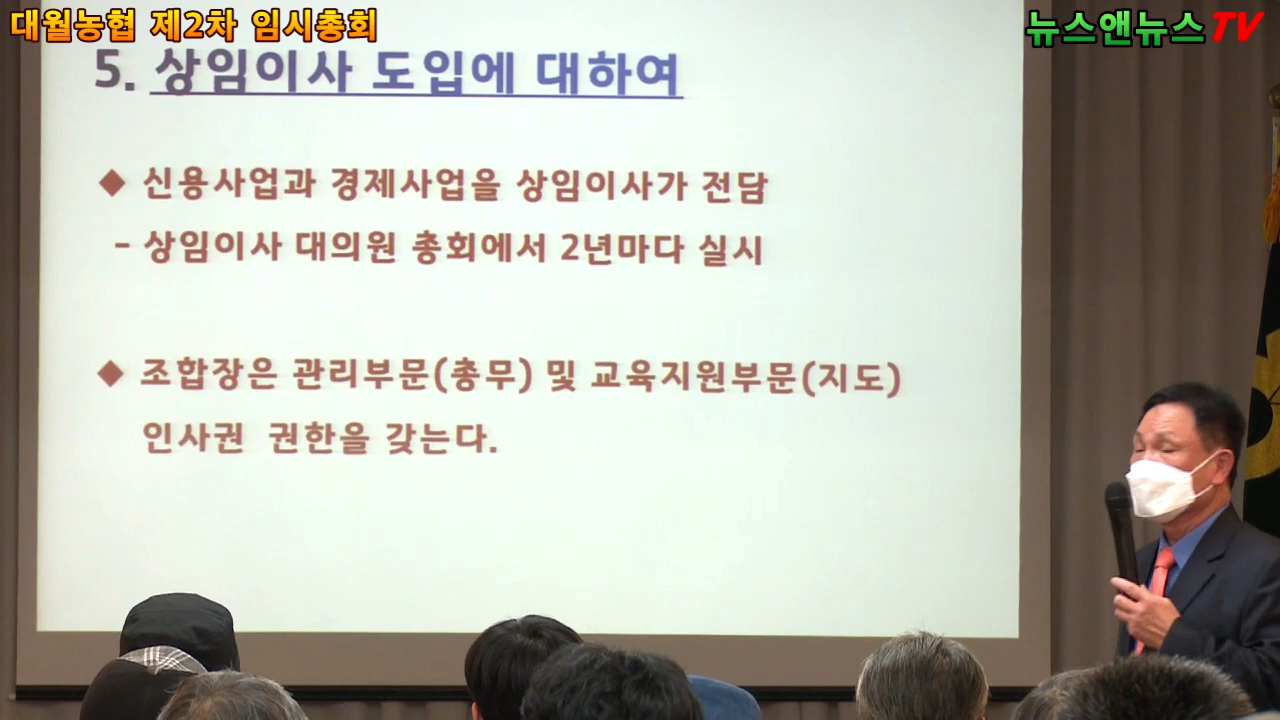 대월농협 제2차 임시총회
뉴스앤뉴스TV
5. 상임이사 도입에 대하여
◆ 신용사업과 경제사업을 상임이사가 전담
- 상임이사 대의원 총회에서 2년마다 실시
◆ 조합장은 관리부문(총무) 및 교육지원부문(지도)
인사권 권한을 갖는다.